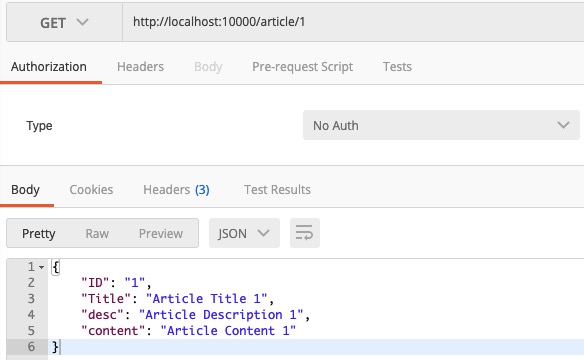 GET http://localhost:10000/article/1
Authorization Headers Body Pre-request Script Tests
Type No Auth
Body Cookies Headers (3) Test Results
Pretty Raw Preview JSON
1 {
2 "ID": "1",
3 "Title": "Article Title 1",
4 "desc": "Article Description 1",
5 "content": "Article Content 1"
6 }